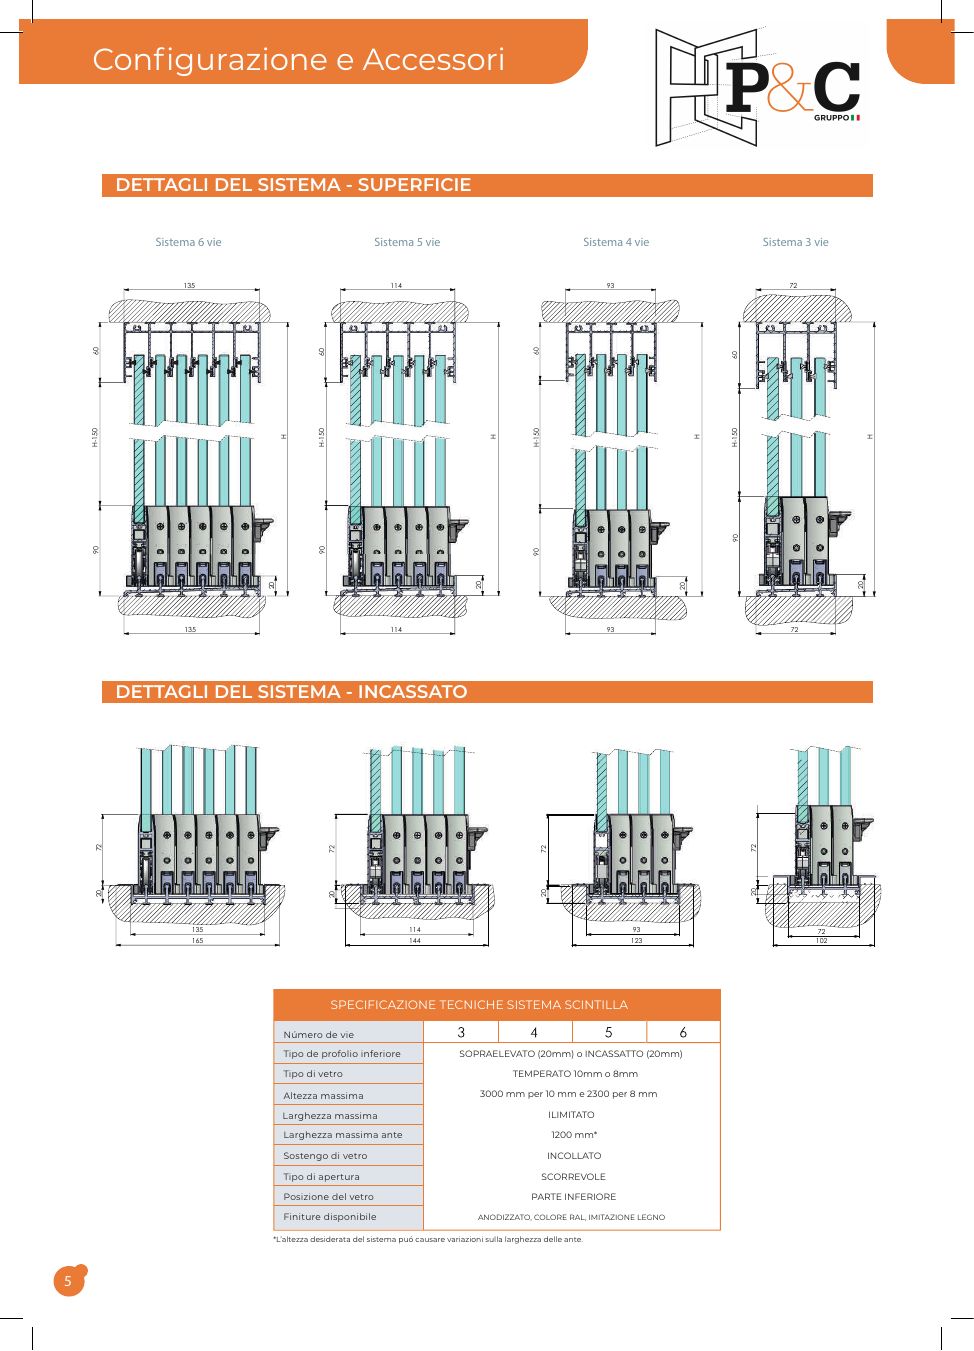 Configurazione e Accessori
P&C
GRUPPO
DETTAGLI DEL SISTEMA - SUPERFICIE
Sistema 6 vie Sistema 5 vie Sistema 4 vie Sistema 3 vie
135 114 93 72
60 60 60 60
H-150 H H-150 H H-150 H H-150 H
90 20 90 20 90 20 90 20
135 114 93 72
DETTAGLI DEL SISTEMA - INCASSATO
72 72 72 72
20 20 20 20
135 114 93 72
165 144 123 102
SPECIFICAZIONE TECNICHE SISTEMA SCINTILLA
Número de vie 3 4 5 6
Tipo de profolio inferiore SOPRAELEVATO (20mm) o INCASSATTO (20mm)
Tipo di vetro TEMPERATO 10mm o 8mm
Altezza massima 3000 mm per 10 mm e 2300 per 8 mm
Larghezza massima ILIMITATO
Larghezza massima ante 1200 mm*
Sostengo di vetro INCOLLATO
Tipo di apertura SCORREVOLE
Posizione del vetro PARTE INFERIORE
Finiture disponibile ANODIZZATO, COLORE RAL, IMITAZIONE LEGNO
*L'altezza desiderata del sistema puó causare variazioni sulla larghezza delle ante.
5